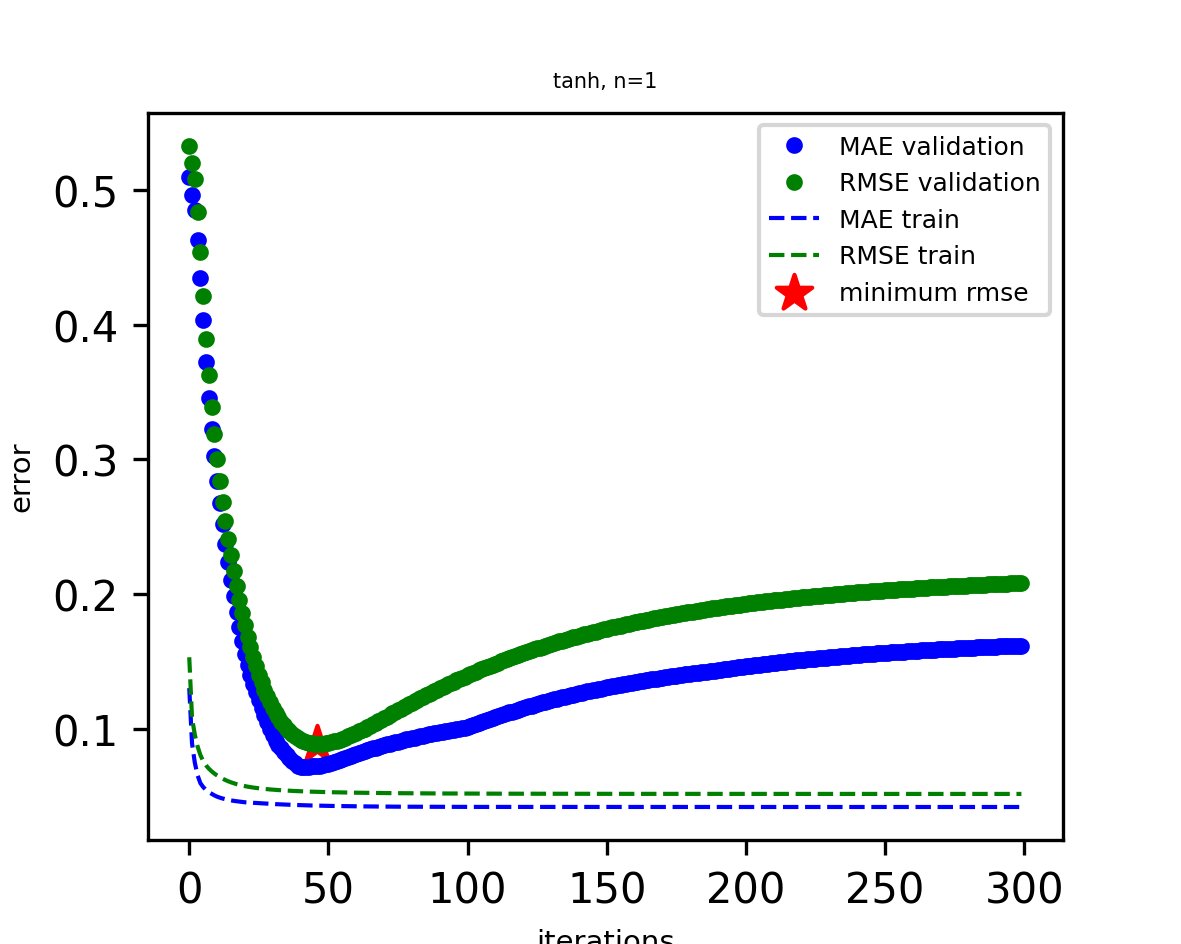 tanh, n=1
MAE validation
RMSE validation
MAE train
RMSE train
minimum rmse
error
0.5
0.4
0.3
0.2
0.1
0 50 100 150 200 250 300
iterations